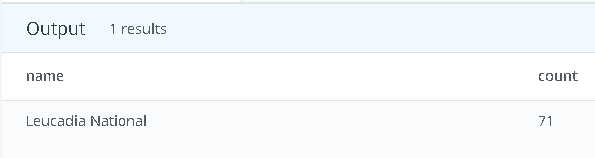 Output 1 results
name count
Leucadia National 71